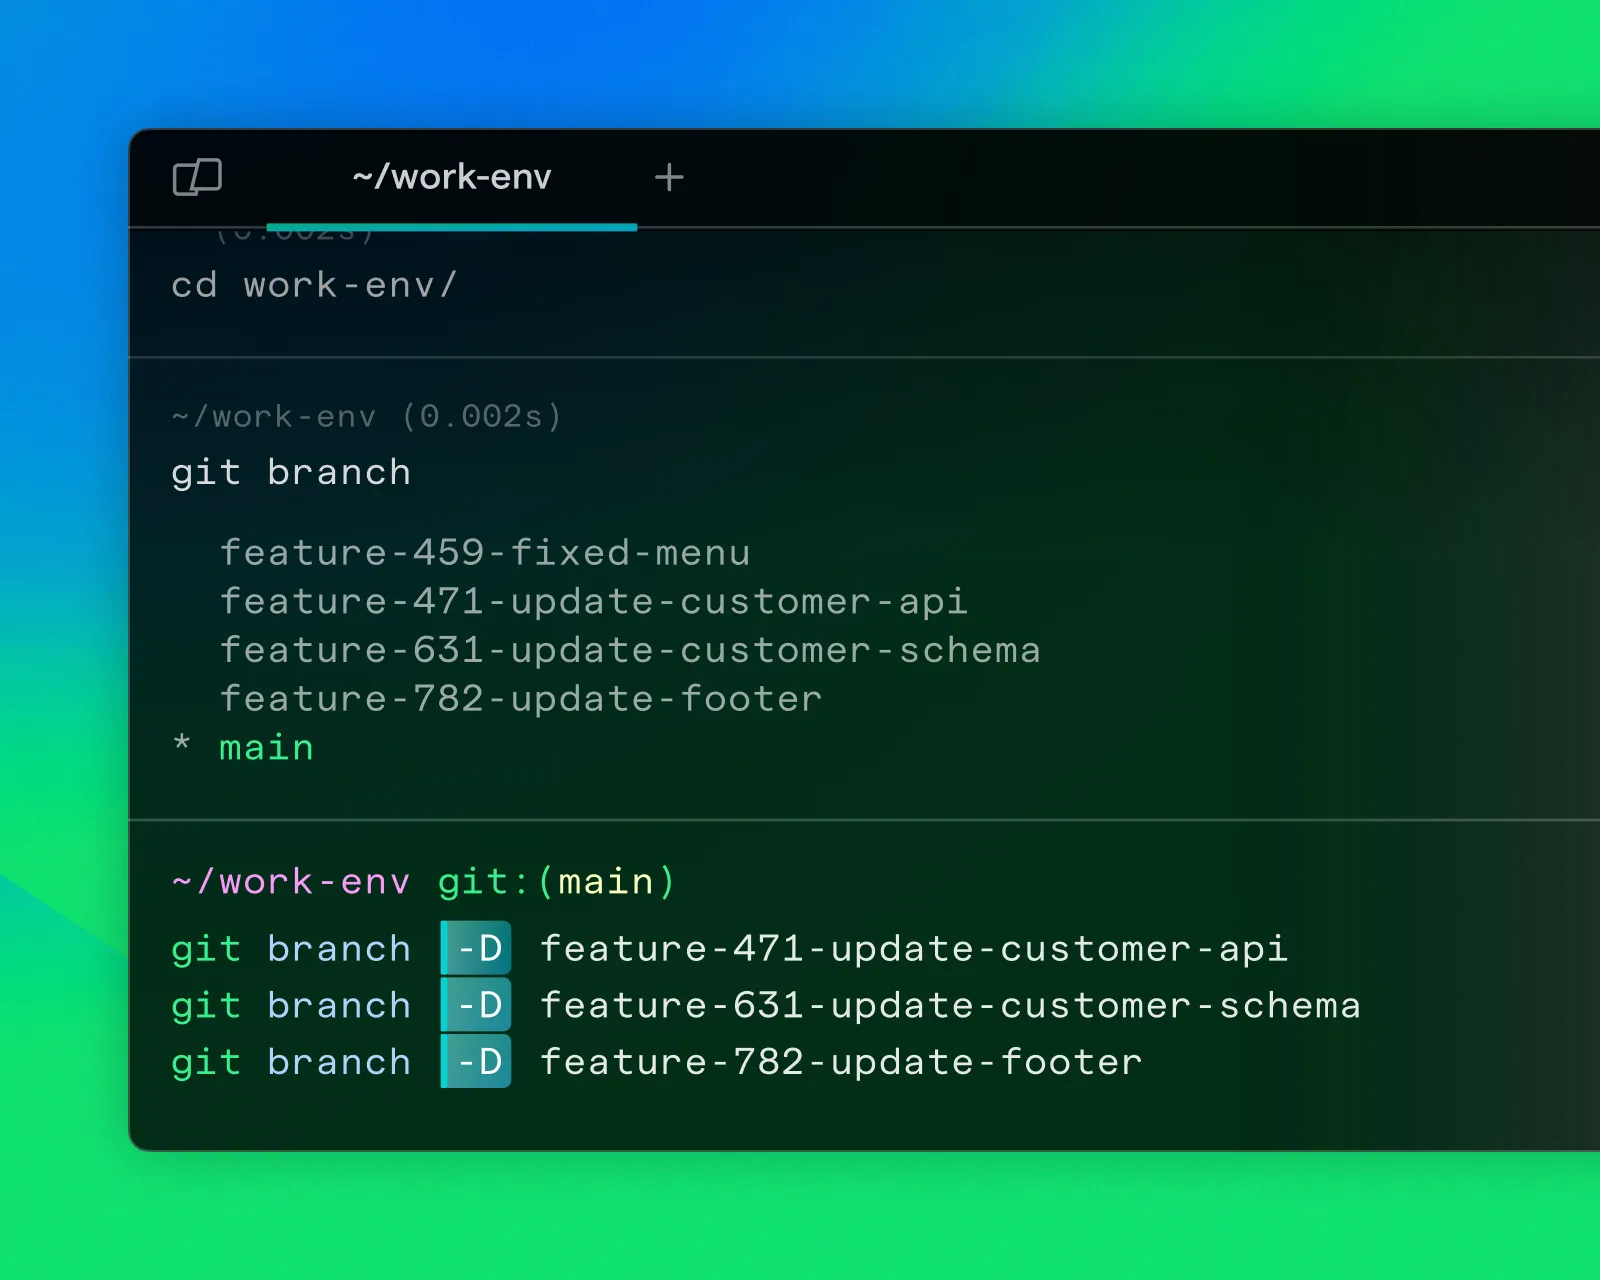 ~/work-env
(0.002s)
cd work-env/
~/work-env (0.002s)
git branch
feature-459-fixed-menu
feature-471-update-customer-api
feature-631-update-customer-schema
feature-782-update-footer
* main
~/work-env git:(main)
git branch -D feature-471-update-customer-api
git branch -D feature-631-update-customer-schema
git branch -D feature-782-update-footer